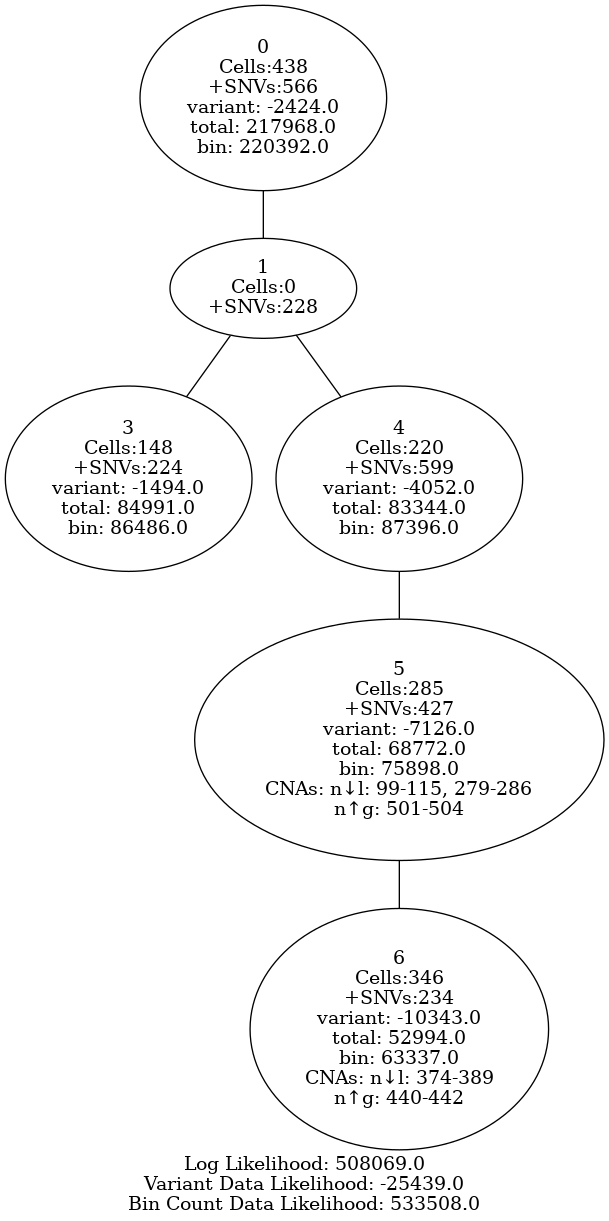 0
Cells:438
+SNVs:566
variant: -2424.0
total: 217968.0
bin: 220392.0
1
Cells:0
+SNVs:228
3
Cells:148
+SNVs:224
variant: -1494.0
total: 84991.0
bin: 86486.0
4
Cells:220
+SNVs:599
variant: -4052.0
total: 83344.0
bin: 87396.0
5
Cells:285
+SNVs:427
variant: -7126.0
total: 68772.0
bin: 75898.0
CNAs: n↓l: 99-115, 279-286
n↑g: 501-504
6
Cells:346
+SNVs:234
variant: -10343.0
total: 52994.0
bin: 63337.0
CNAs: n↓l: 374-389
n↑g: 440-442
Log Likelihood: 508069.0
Variant Data Likelihood: -25439.0
Bin Count Data Likelihood: 533508.0